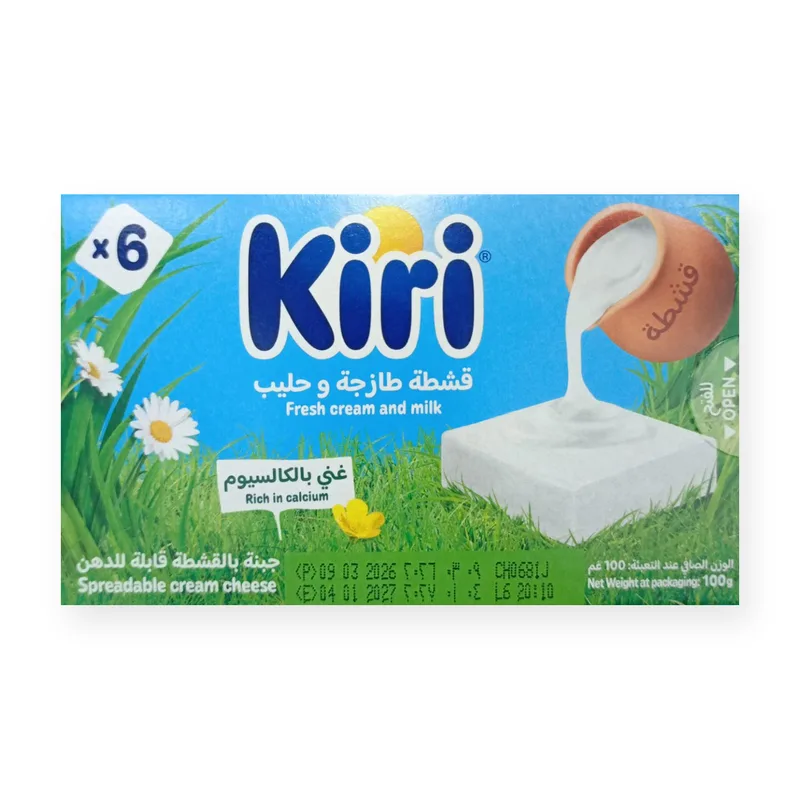 ×6
Kiri®
قشطة
قشطة طازجة و حليب
Fresh cream and milk
للفتح
OPEN
غني بالكالسيوم
Rich in calcium
جبنة بالقشطة قابلة للدهن
Spreadable cream cheese
(P)09 03 2026 ٢٠٢٦ ٠٣ ٠٩ CH0681J
(E)04 01 2027 ٢٠٢٧ ٠١ ٠٤ L6 20:10
الوزن الصافي عند التعبئة: 100 غم
Net Weight at packaging: 100g